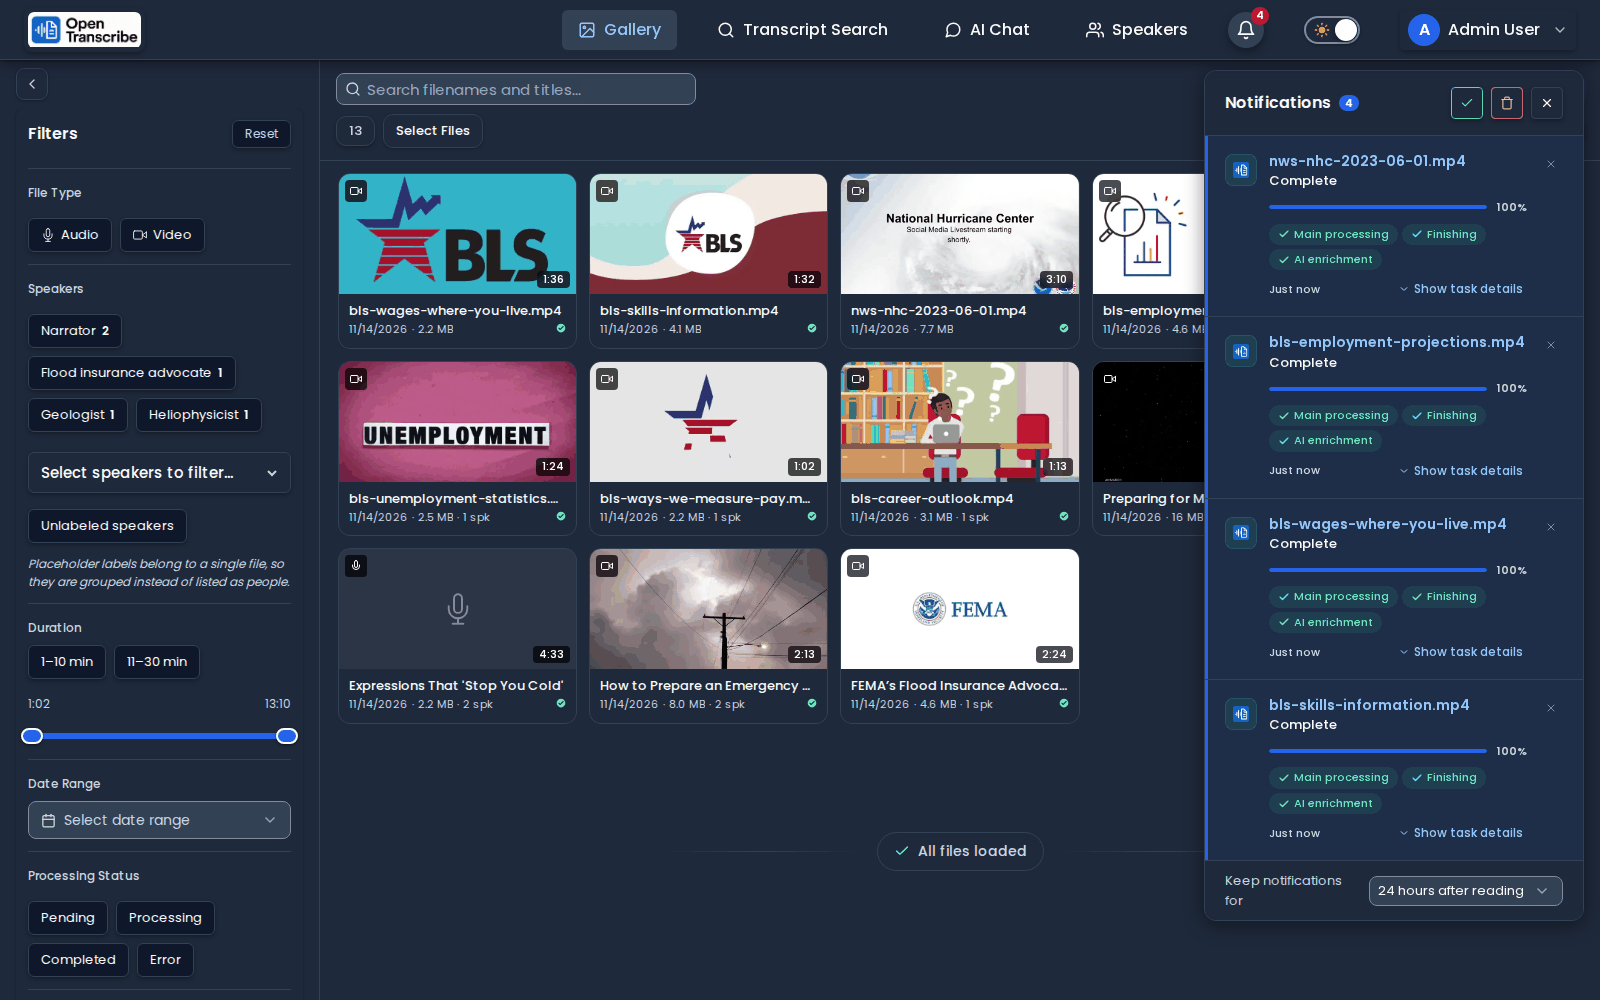 Open
Transcribe
Gallery
Transcript Search
AI Chat
Speakers
4
A
Admin User
Filters
Reset
File Type
Audio
Video
Speakers
Narrator 2
Flood insurance advocate 1
Geologist 1
Heliophysicist 1
Select speakers to filter...
Unlabeled speakers
Placeholder labels belong to a single file, so
they are grouped instead of listed as people.
Duration
1–10 min
11–30 min
1:02
13:10
Date Range
Select date range
Processing Status
Pending
Processing
Completed
Error
Search filenames and titles...
13
Select Files
BLS
1:36
bls-wages-where-you-live.mp4
11/14/2026 · 2.2 MB
BLS
1:32
bls-skills-information.mp4
11/14/2026 · 4.1 MB
National Hurricane Center
Social Media Livestream starting
shortly.
3:10
nws-nhc-2023-06-01.mp4
11/14/2026 · 7.7 MB
bls-employmen
11/14/2026 · 4.6 MB
UNEMPLOYMENT
1:24
bls-unemployment-statistics....
11/14/2026 · 2.5 MB · 1 spk
1:02
bls-ways-we-measure-pay.m...
11/14/2026 · 2.2 MB · 1 spk
1:13
bls-career-outlook.mp4
11/14/2026 · 3.1 MB · 1 spk
Preparing for M
11/14/2026 · 16 MB
4:33
Expressions That 'Stop You Cold'
11/14/2026 · 2.2 MB · 2 spk
2:13
How to Prepare an Emergency ...
11/14/2026 · 8.0 MB · 2 spk
FEMA
2:24
FEMA's Flood Insurance Advoca...
11/14/2026 · 4.6 MB · 1 spk
All files loaded
Notifications 4
nws-nhc-2023-06-01.mp4
Complete
100%
Main processing
Finishing
AI enrichment
Just now
Show task details
bls-employment-projections.mp4
Complete
100%
Main processing
Finishing
AI enrichment
Just now
Show task details
bls-wages-where-you-live.mp4
Complete
100%
Main processing
Finishing
AI enrichment
Just now
Show task details
bls-skills-information.mp4
Complete
100%
Main processing
Finishing
AI enrichment
Just now
Show task details
Keep notifications
for
24 hours after reading